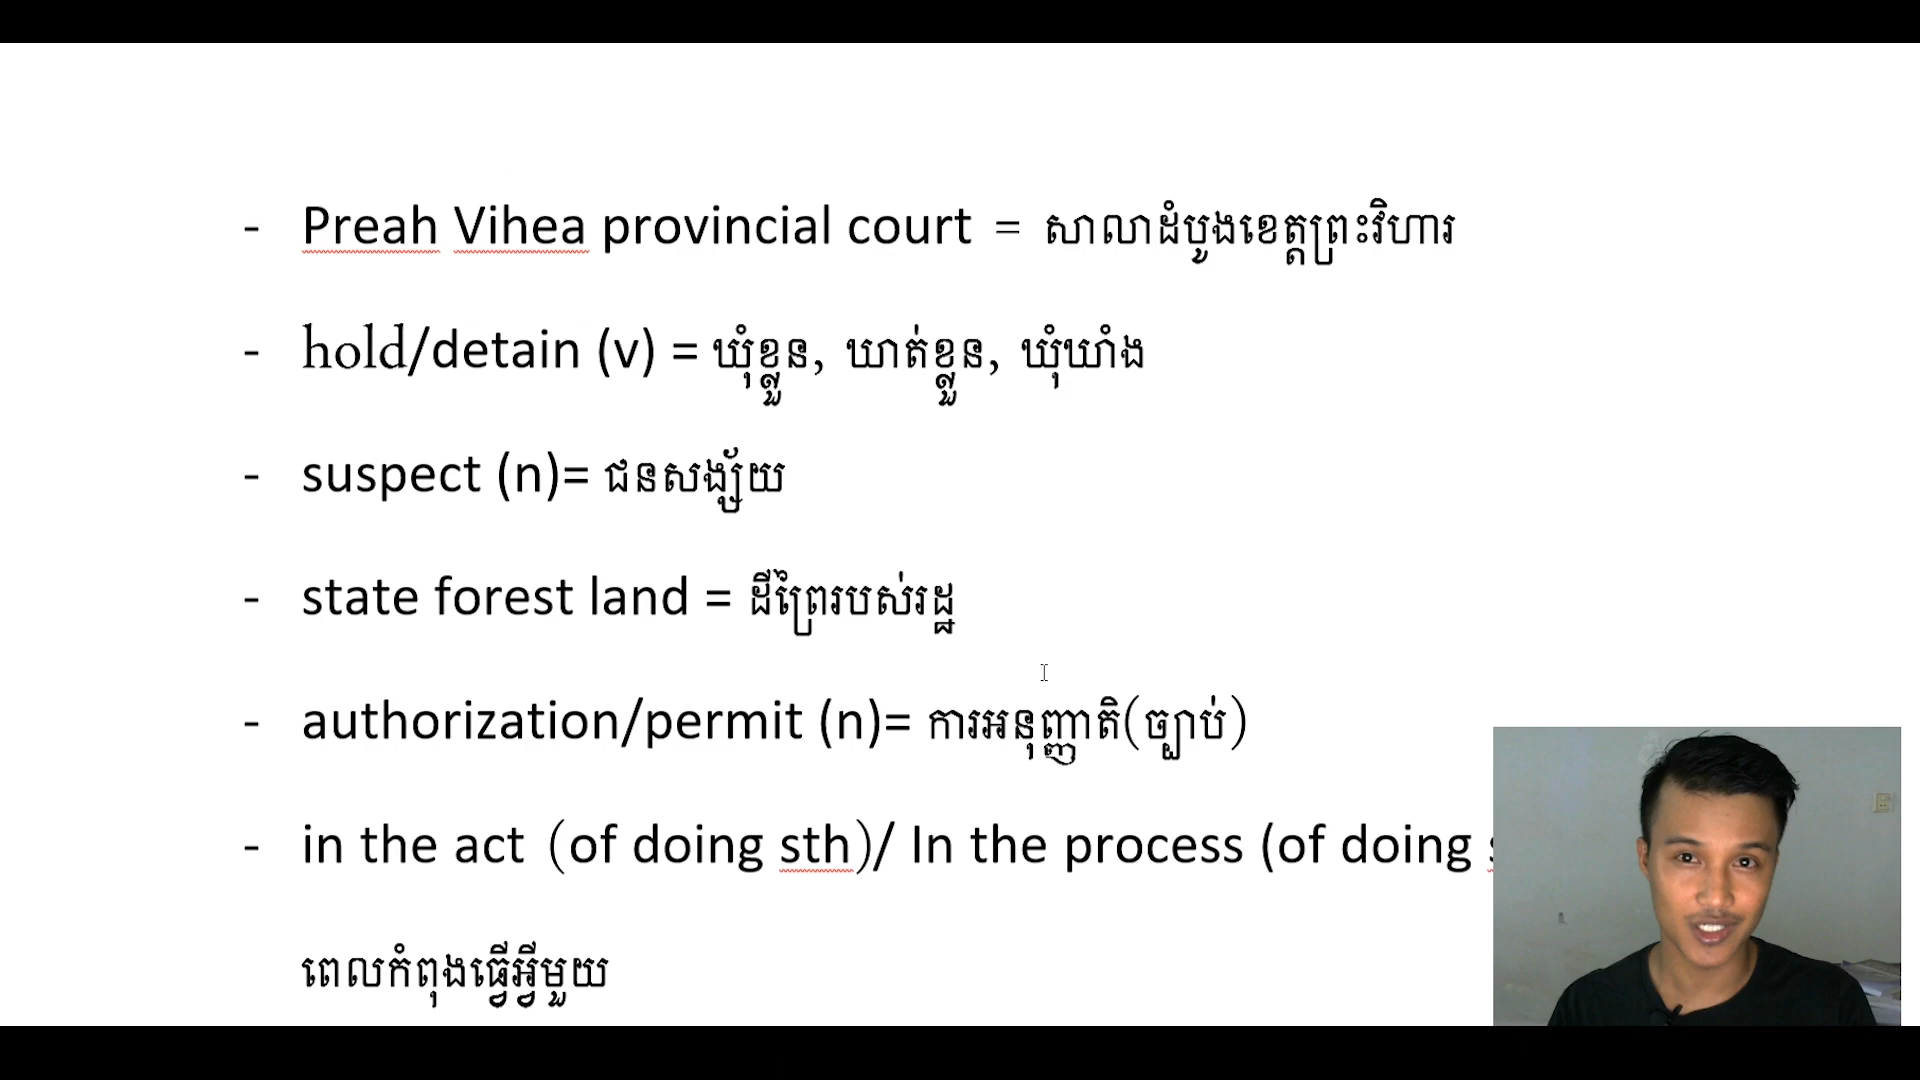 - Preah Vihea provincial court = សាលាដំបូងខេត្តព្រះវិហារ
- hold/detain (v) = ឃុំខ្លួន, ឃាត់ខ្លួន, ឃុំឃាំង
- suspect (n)= ជនសង្ស័យ
- state forest land = ដីព្រៃរបស់រដ្ឋ
- authorization/permit (n)= ការអនុញ្ញាតិ(ច្បាប់)
- in the act (of doing sth)/ In the process (of doing
ពេលកំពុងធ្វើអ្វីមួយ